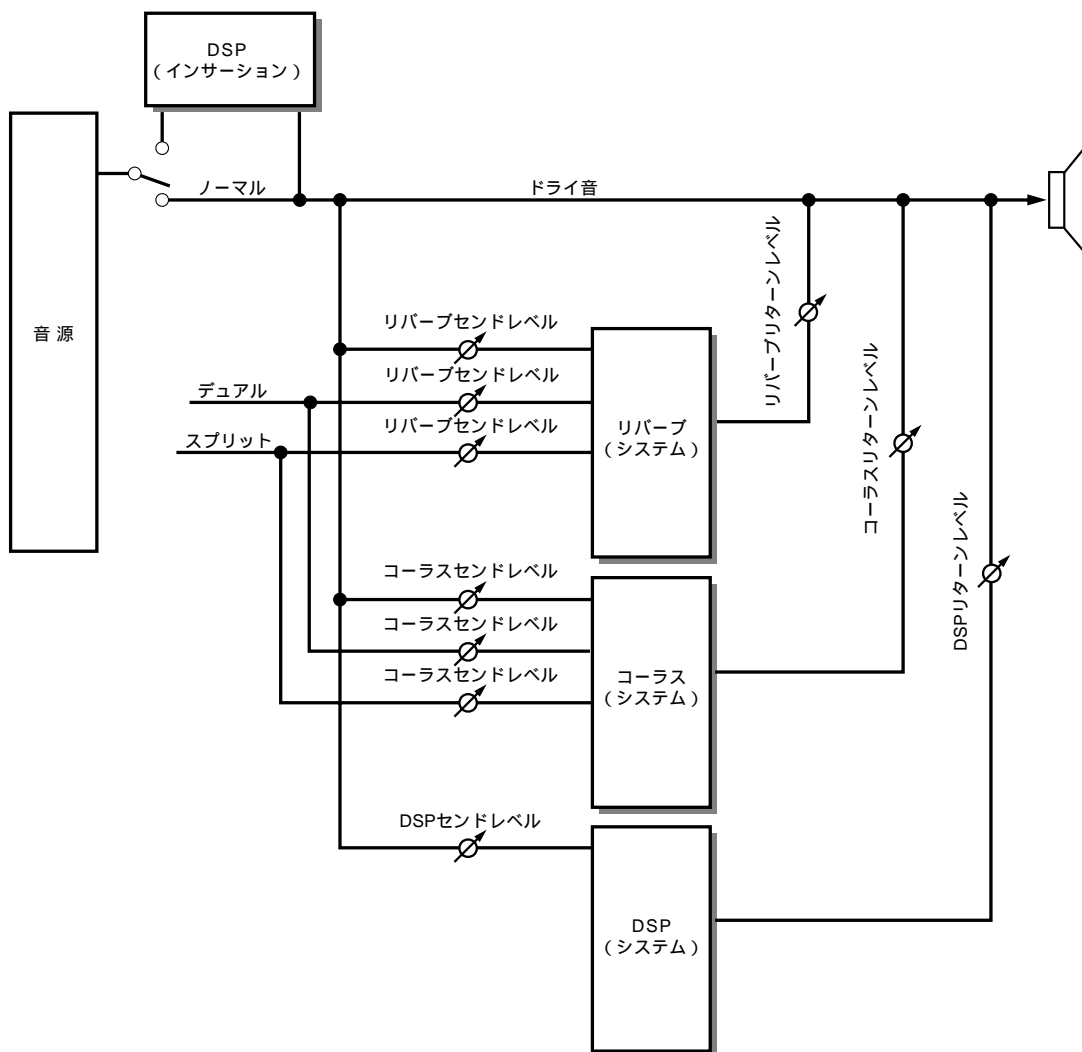 DSP
（インサーション）
音源
ノーマル
ドライ音
リバーブセンドレベル
デュアル
リバーブセンドレベル
スプリット
リバーブセンドレベル
リバーブ
（システム）
リバーブリターンレベル
コーラスリターンレベル
DSPリターンレベル
コーラスセンドレベル
コーラスセンドレベル
コーラスセンドレベル
コーラス
（システム）
DSPセンドレベル
DSP
（システム）